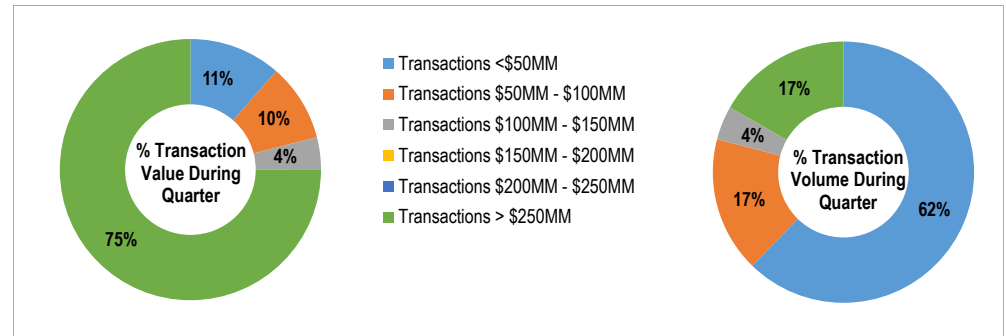 11%
10%
4%
75%
% Transaction
Value During
Quarter
Transactions <$50MM
Transactions $50MM - $100MM
Transactions $100MM - $150MM
Transactions $150MM - $200MM
Transactions $200MM - $250MM
Transactions > $250MM
17%
4%
17%
62%
% Transaction
Volume During
Quarter